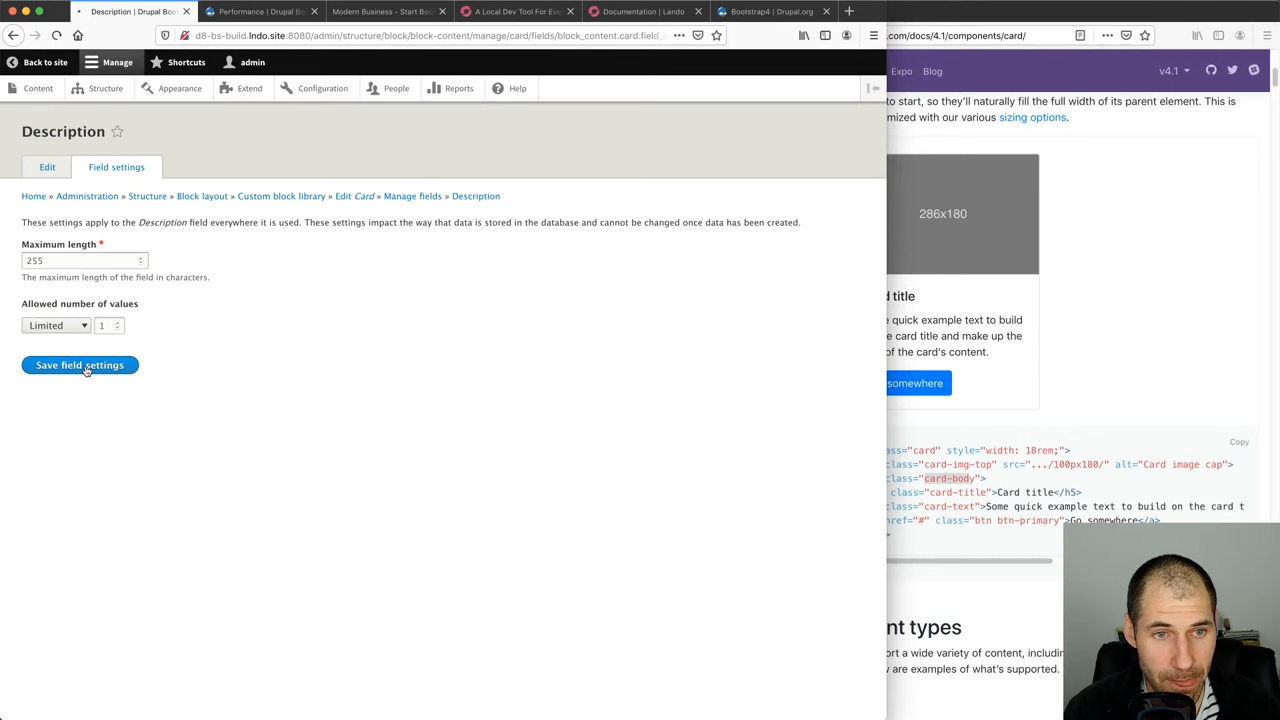 Description | Drupal Boo
Performance | Drupal Boo
Modern Business - Start Boo
A Local Dev Tool For Eve
Documentation | Lando
Bootstrap4 | Drupal.org
d8-bs-build.lndo.site:8080/admin/structure/block/block-content/manage/card/fields/block_content.card.field_
.com/docs/4.1/components/card/
Back to site
Manage
Shortcuts
admin
Expo
Blog
v4.1
Content
Structure
Appearance
Extend
Configuration
People
Reports
Help
to start, so they'll naturally fill the full width of its parent element. This is
mized with our various sizing options.
Description
Edit
Field settings
Home » Administration » Structure » Block layout » Custom block library » Edit Card » Manage fields » Description
These settings apply to the Description field everywhere it is used. These settings impact the way that data is stored in the database and cannot be changed once data has been created.
Maximum length *
255
The maximum length of the field in characters.
Allowed number of values
Limited
1
Save field settings
286x180
d title
quick example text to build
e card title and make up the
of the card's content.
somewhere
Copy
ass="card" style="width: 18rem;">
class="card-img-top" src=".../100px180/" alt="Card image cap">
class="card-body">
class="card-title">Card title</h5>
class="card-text">Some quick example text to build on the card t
href="#" class="btn btn-primary">Go somewhere</a>
>
nt types
ort a wide variety of content, includin
w are examples of what's supported.